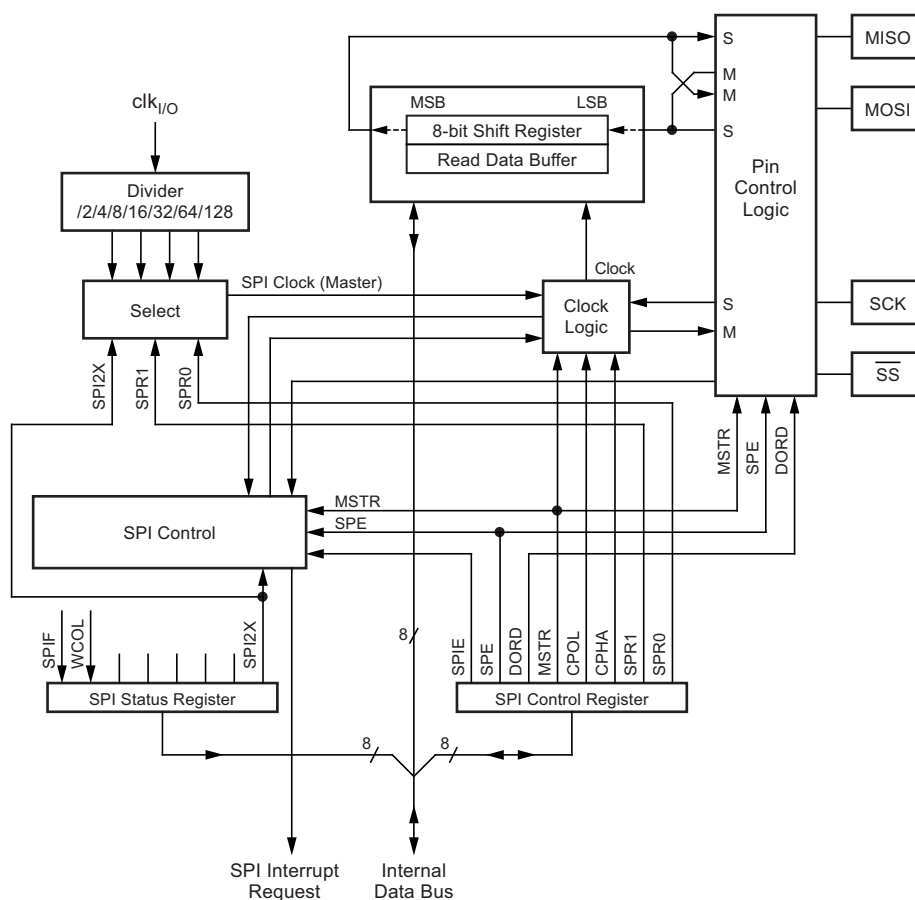 S
MISO
M
M
clkI/O
MSB
LSB
MOSI
8-bit Shift Register
S
Read Data Buffer
Pin
Control
Logic
Divider
/2/4/8/16/32/64/128
Clock
SPI Clock (Master)
Select
Clock
Logic
S
SCK
M
SS
SPI2X
SPR1
SPR0
MSTR
SPE
DORD
MSTR
SPE
SPI Control
SPIF
WCOL
SPI2X
8
SPIE
SPE
DORD
MSTR
CPOL
CPHA
SPR1
SPR0
SPI Status Register
SPI Control Register
8
8
SPI Interrupt
Request
Internal
Data Bus